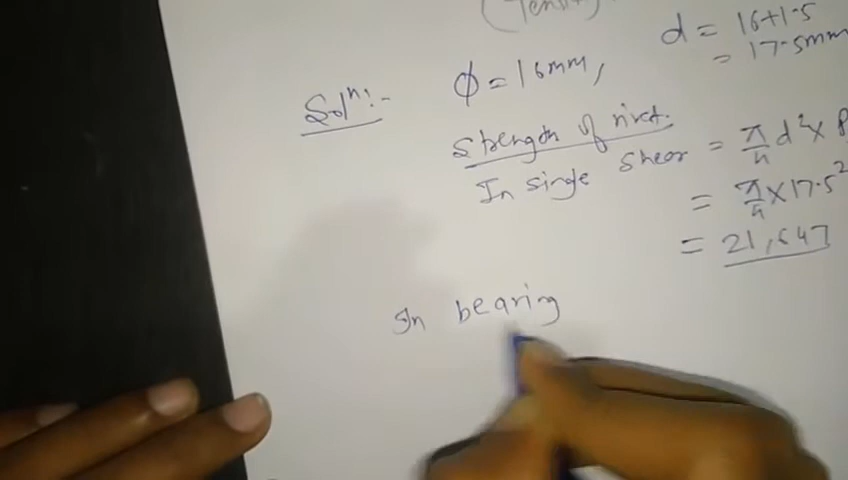 (Tension)
d = 16+1.5
= 17.5mm
Soln:- ϕ = 16mm,
Strength of rivet.
In single shear = π/4 d² × P
= π/4 × 17.5²
= 21,647
In bearing